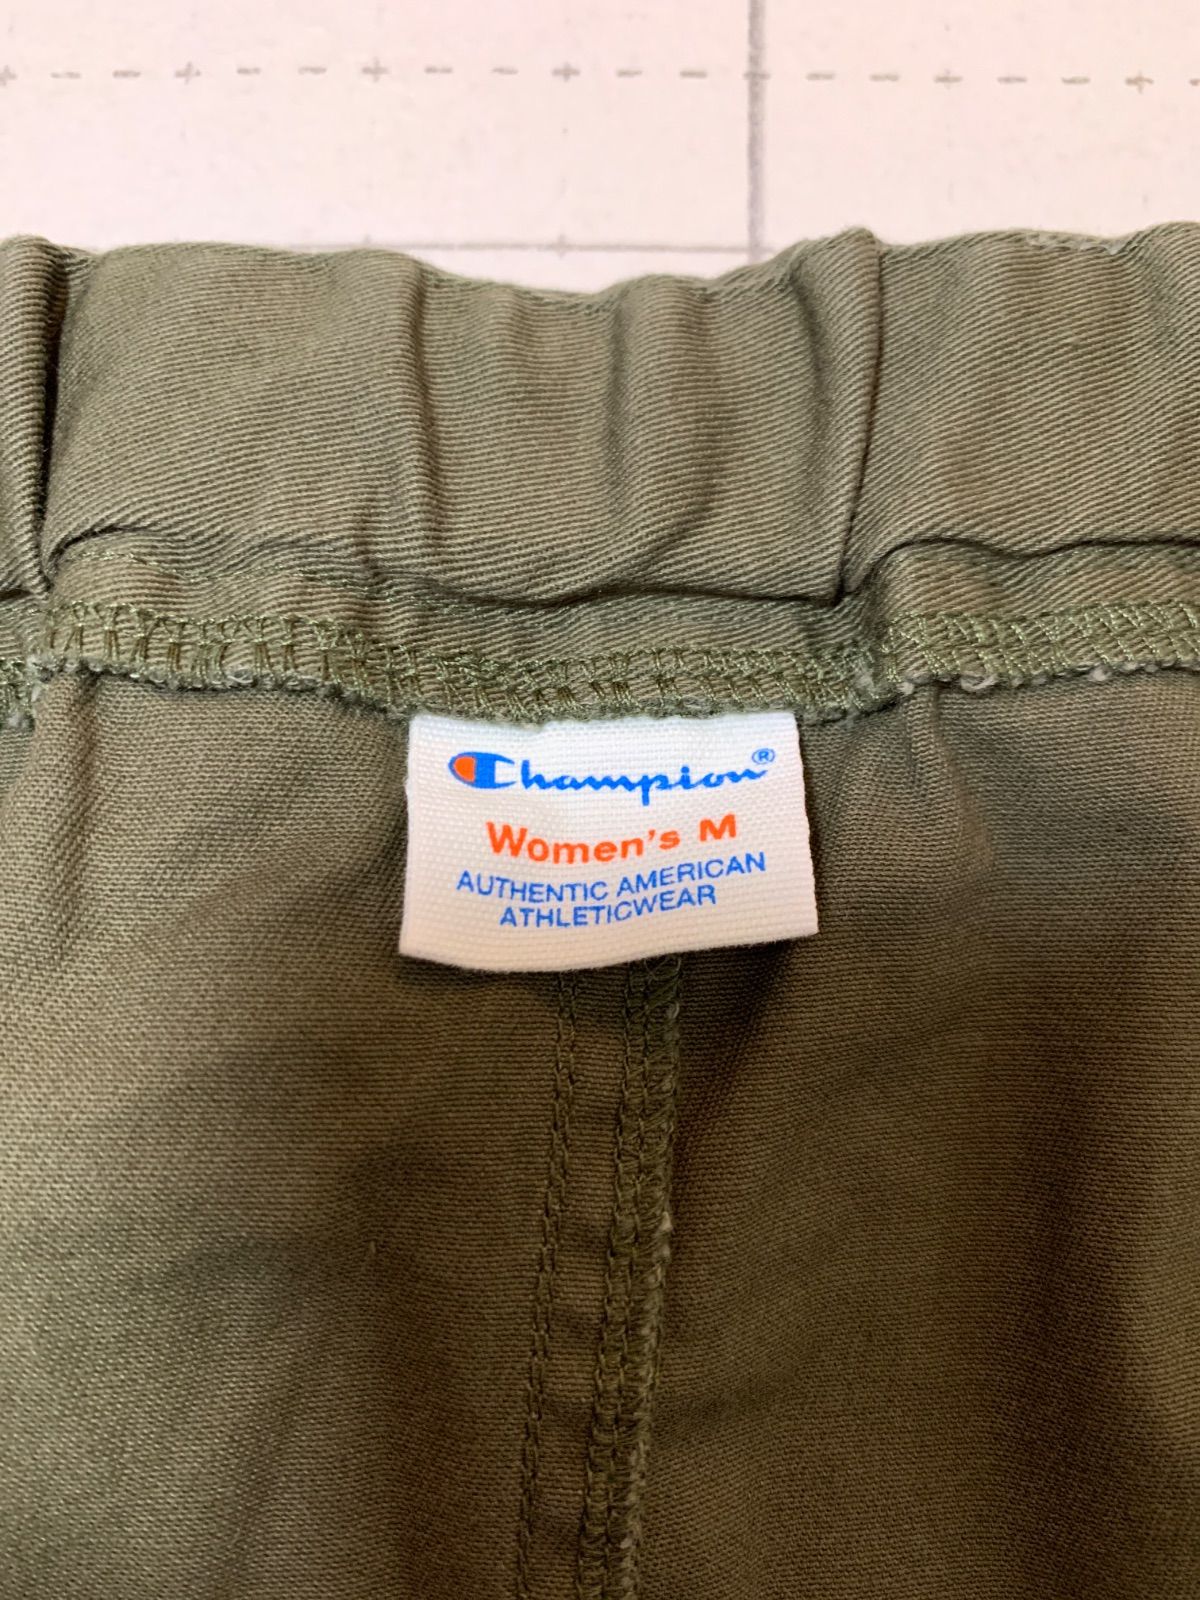 Champion®
Women's M
AUTHENTIC AMERICAN
ATHLETICWEAR